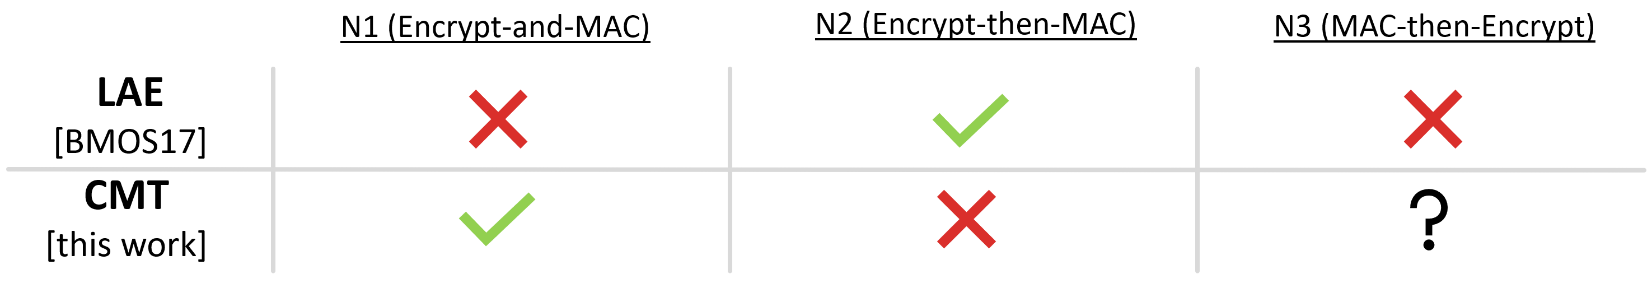 N1 (Encrypt-and-MAC)
N2 (Encrypt-then-MAC)
N3 (MAC-then-Encrypt)
LAE
[BMOS17]
CMT
[this work]
?